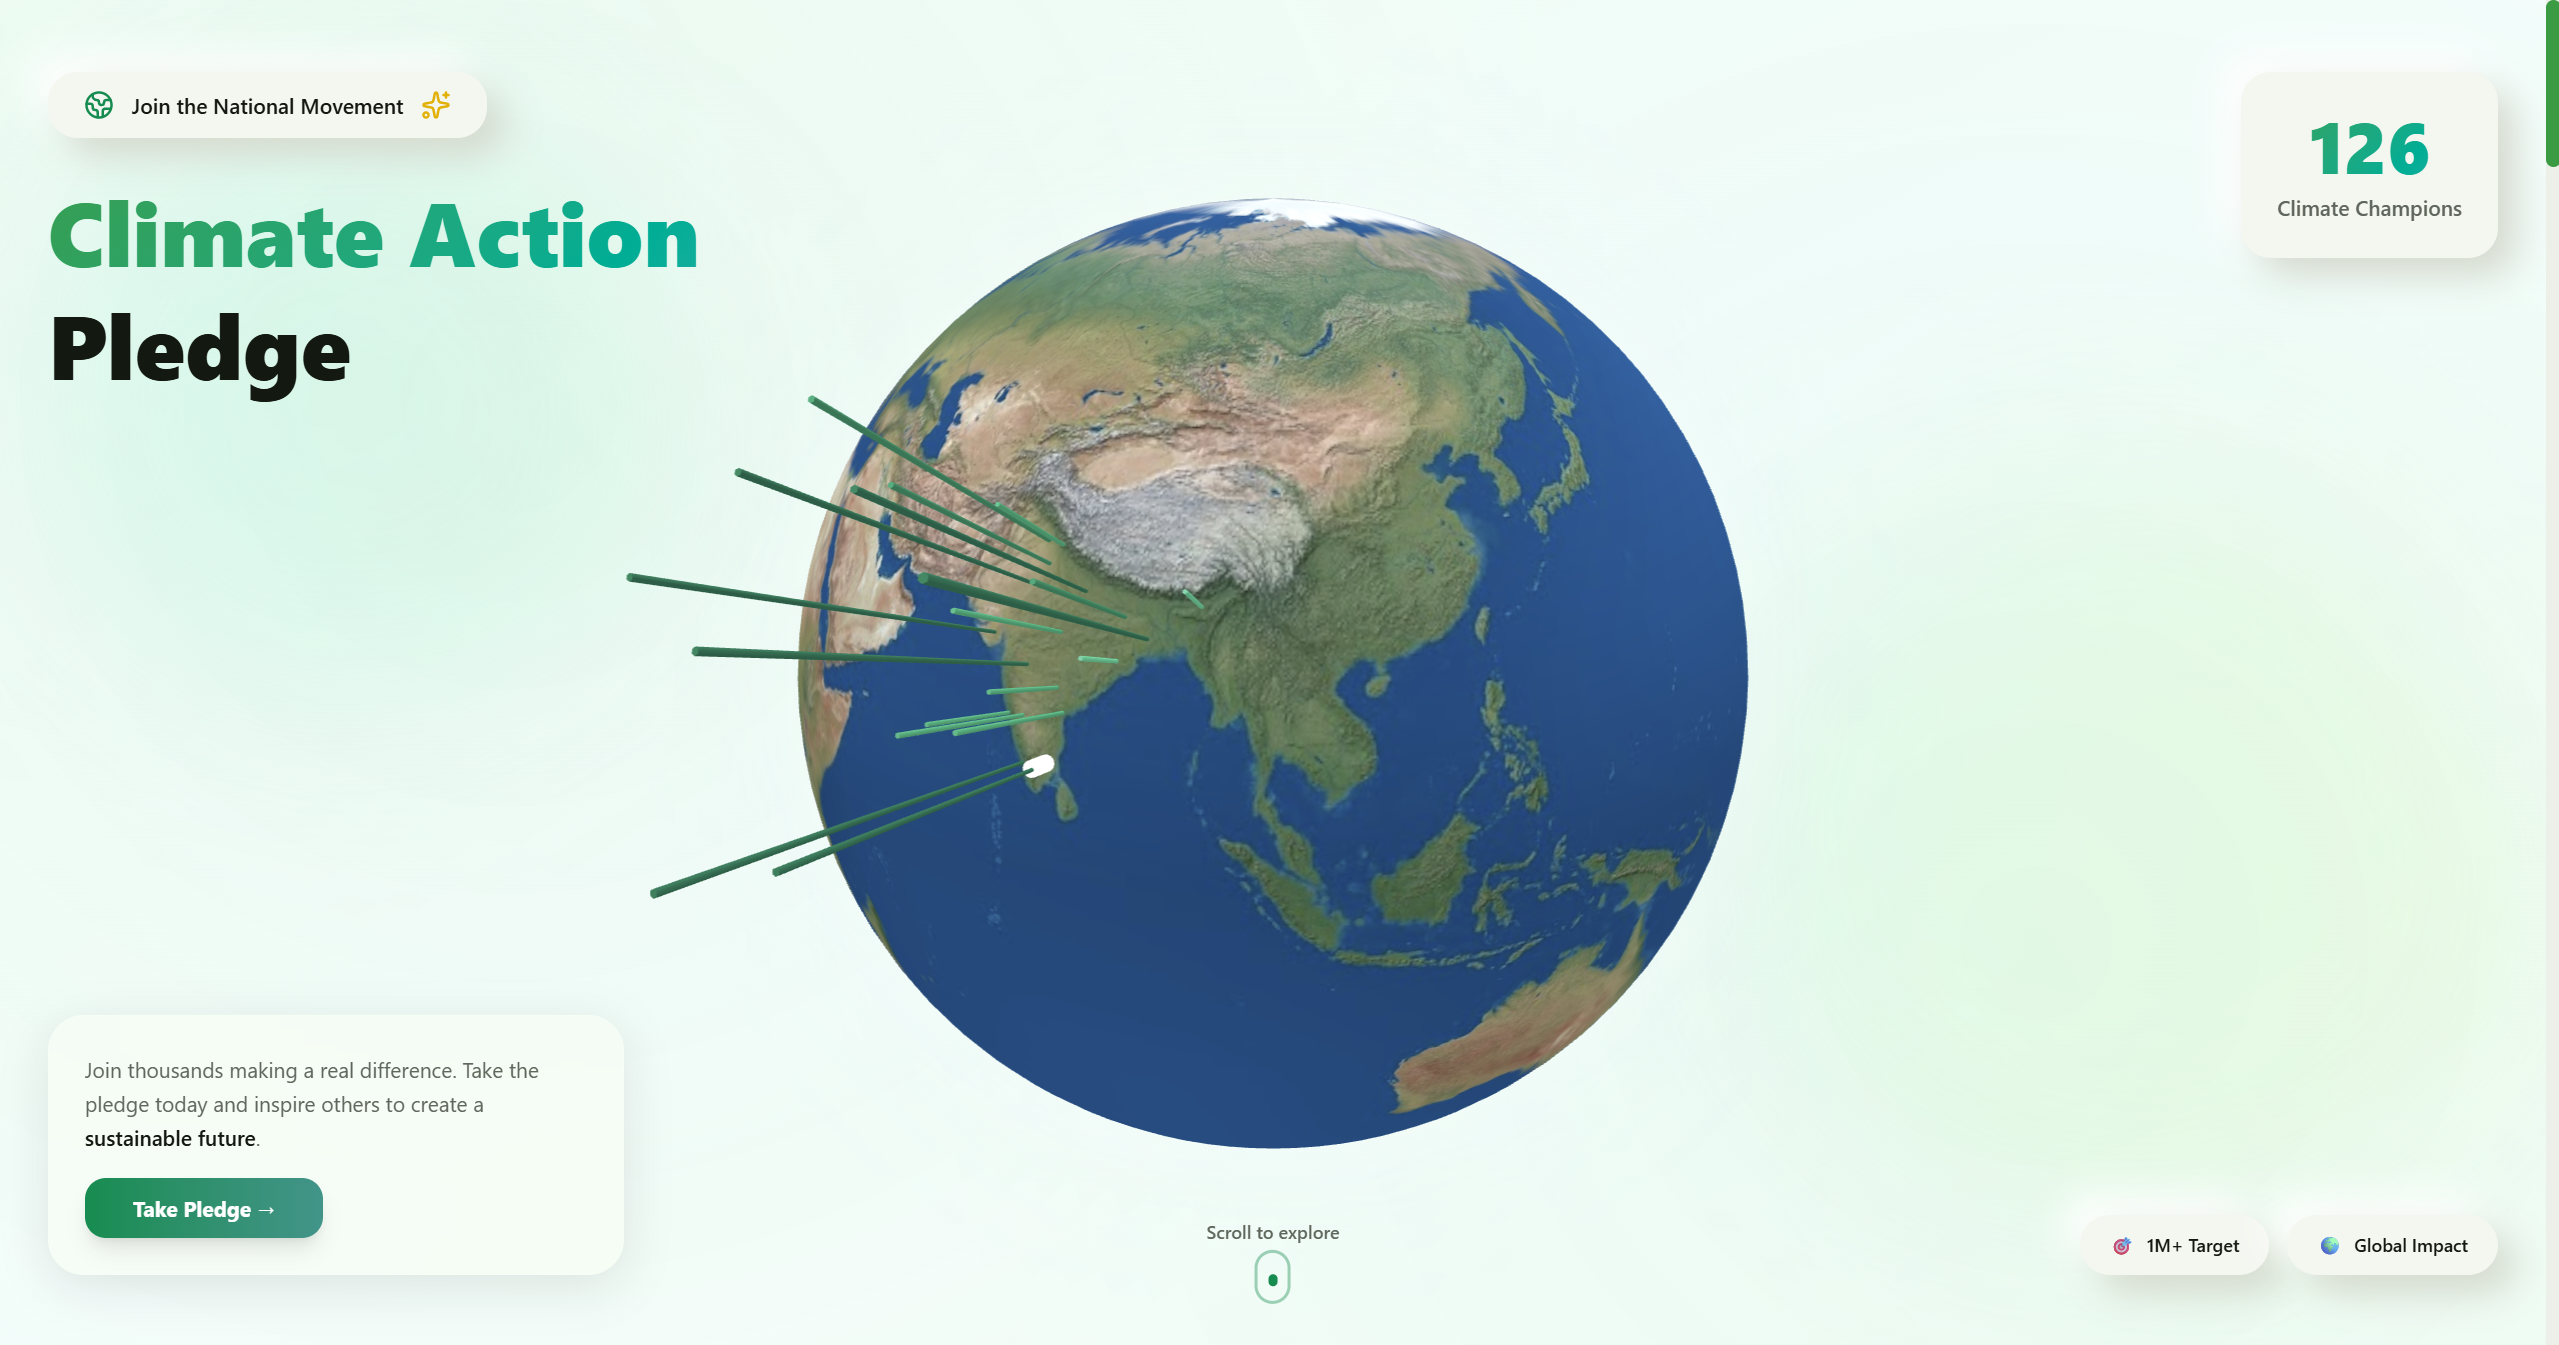 Join the National Movement
126
Climate Champions
Climate Action
Pledge
Join thousands making a real difference. Take the
pledge today and inspire others to create a
sustainable future.
Take Pledge →
Scroll to explore
1M+ Target
Global Impact